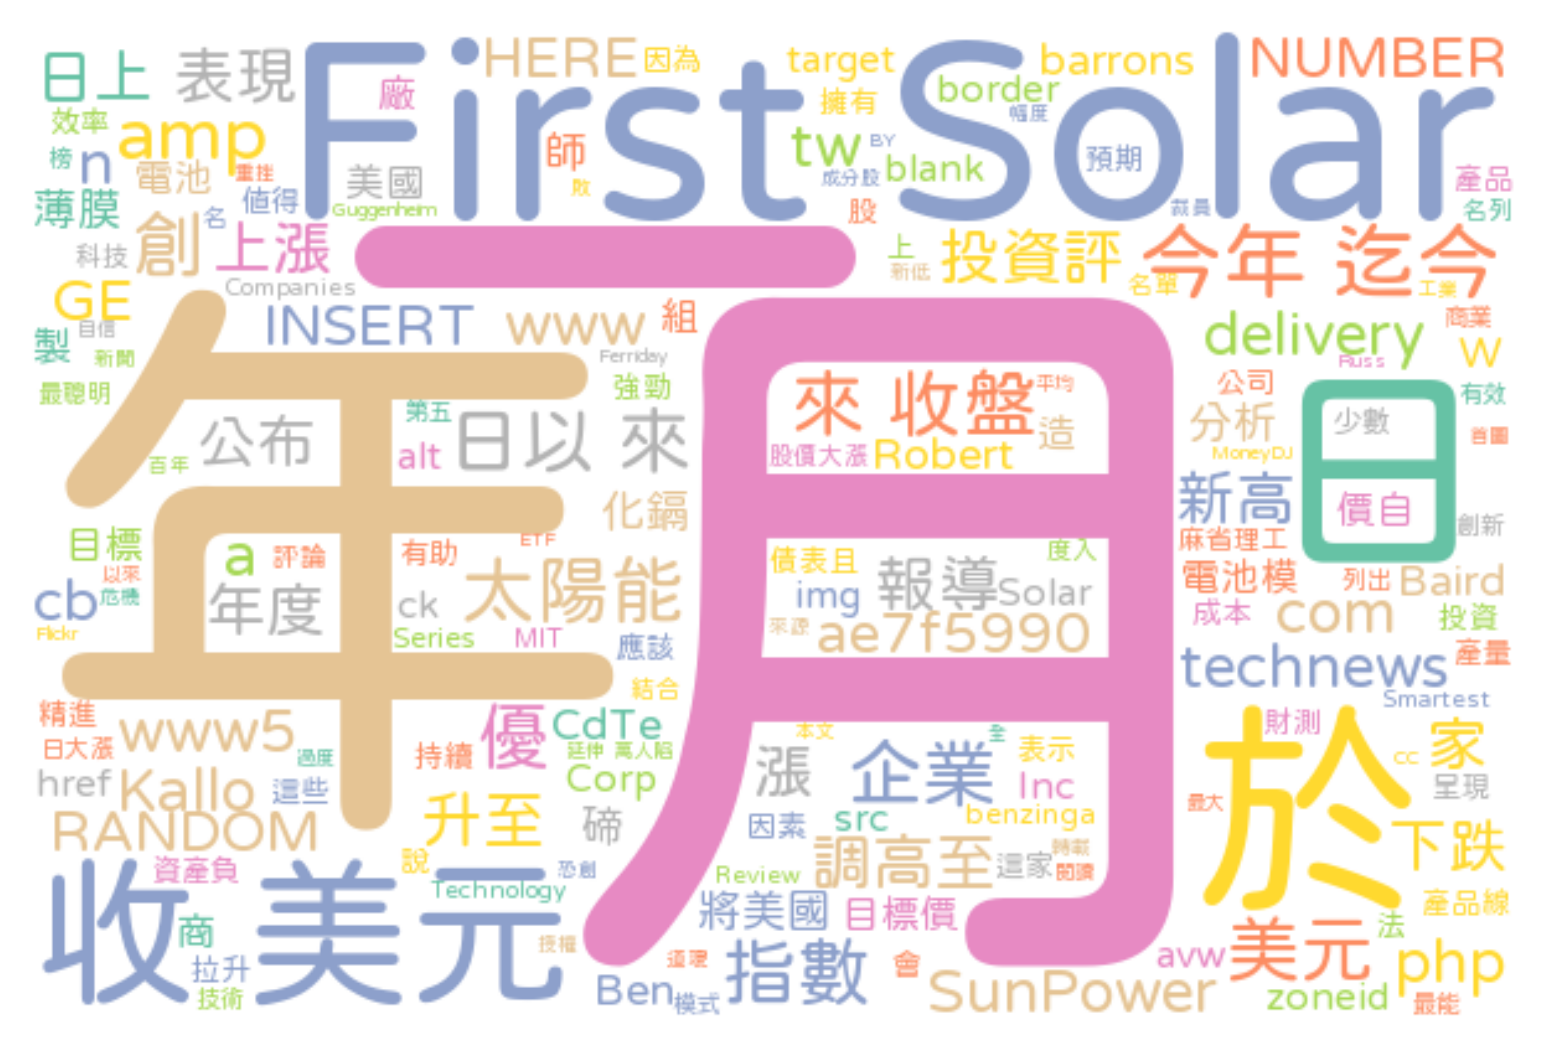 First Solar
日上 表現
HERE
因為
target
barrons
NUMBER
廠
border
擁有
幅度
效率
amp
師
tw
BY
預期
榜
n
電池
重挫
美國
敗
成分股
blank
產品
薄膜
名
值得
Guggenheim
股
裁員
名列
科技
創
上漲
一
上
新低
投資評
名單
今年 迄今
工業
Companies
GE
INSERT
www
組
delivery
商業
製
自信
新聞
Ferriday
Russ
W
最聰明
年
月
日
強勁
來 收盤
平均
公司
有效
第五
公布
日以 來
造
分析
少數
首圖
百年
alt
股價大漲
Robert
MoneyDJ
化鎘
新高
價自
創新
目標
a
評論
有助
ETF
債表且
度入
麻省理工
以來
危機
太陽能
報導
Solar
電池模
列出
Baird
cb
年度
ck
img
成本
com
投資
Flickr
Series
MIT
應該
來源
ae7f5990
technews
產量
結合
Smartest
精進
www5
優
CdTe
本文
全
表示
財測
家
日大漲
過度
持續
延伸
萬人陷
漲
企業
於
cc
href
Kallo
這些
Corp
Inc
最大
呈現
RANDOM
升至
碲
因素
src
benzinga
下跌
資產負
說
恐創
調高至
這家
轉載
閱讀
收 美元
Technology
Review
商
將美國
目標價
產品線
法
授權
拉升
道瓊
指數
會
avw
美元
php
技術
Ben
模式
SunPower
zoneid
最能